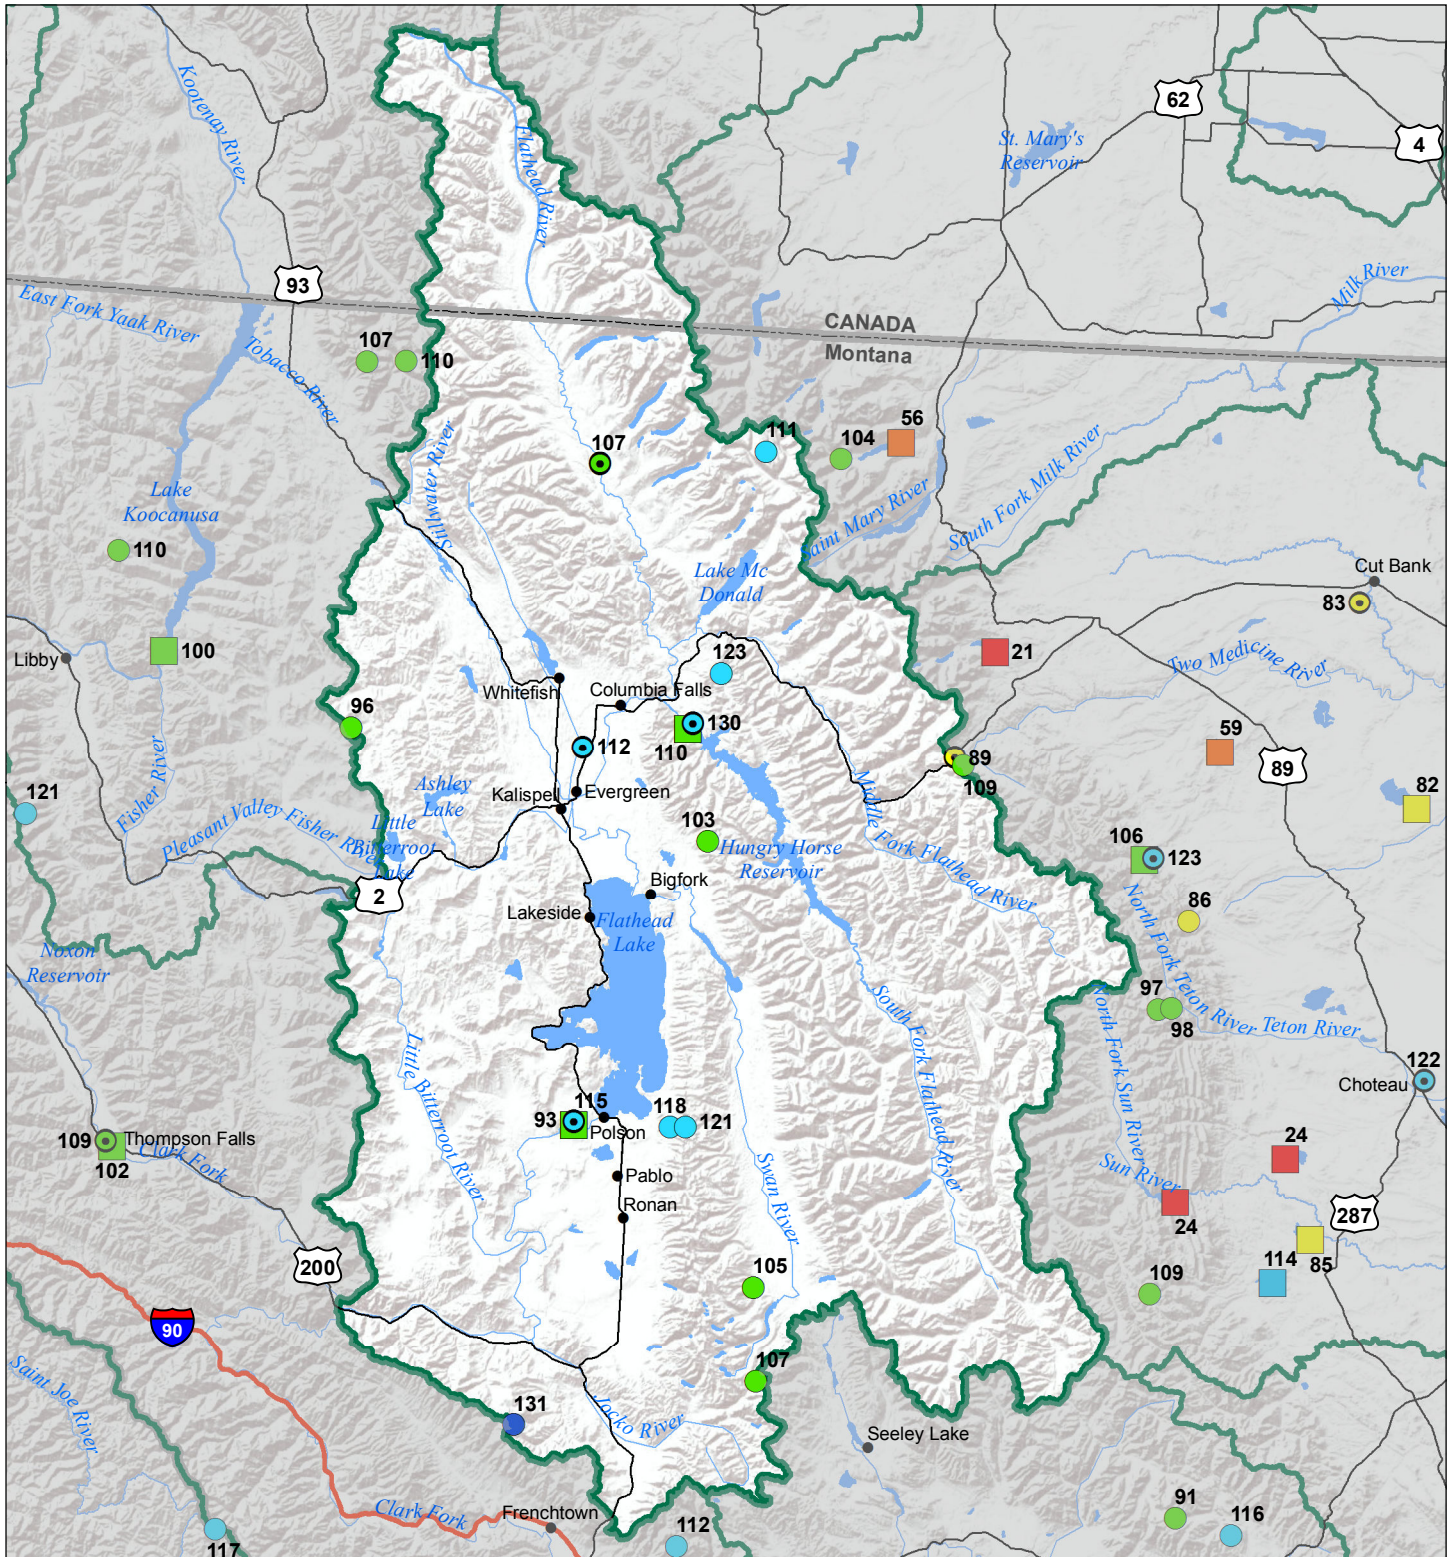 62
4
St. Mary's
Reservoir
Kootenay River
Flathead River
93
Milk River
East Fork Yaak River
CANADA
Montana
Tobacco River
107
110
56
111
104
107
Stillwater River
South Fork Milk River
Saint Mary River
Lake
Koocanusa
110
Lake Mc
Donald
Cut Bank
83
Libby
100
21
Two Medicine River
123
Whitefish
Columbia Falls
96
130
110
112
59
89
89
109
Fisher River
121
Ashley
Lake
Kalispell
Evergreen
82
Pleasant Valley Fisher River
Little
Bitterroot
Lake
103
Hungry Horse
Reservoir
Middle Fork Flathead River
106
123
2
Bigfork
86
Lakeside
Flathead
Lake
Noxon
Reservoir
North Fork Teton River
97
98
Teton River
South Fork Flathead River
North Fork Sun River
Little Bitterroot River
122
Choteau
115
93
Polson
118
121
109
Thompson Falls
102
Clark Fork
24
Swan River
Sun River
Pablo
Ronan
24
287
85
200
105
114
109
90
Saint Joe River
107
131
Jocko River
Seeley Lake
Clark Fork
Frenchtown
91
116
112
117